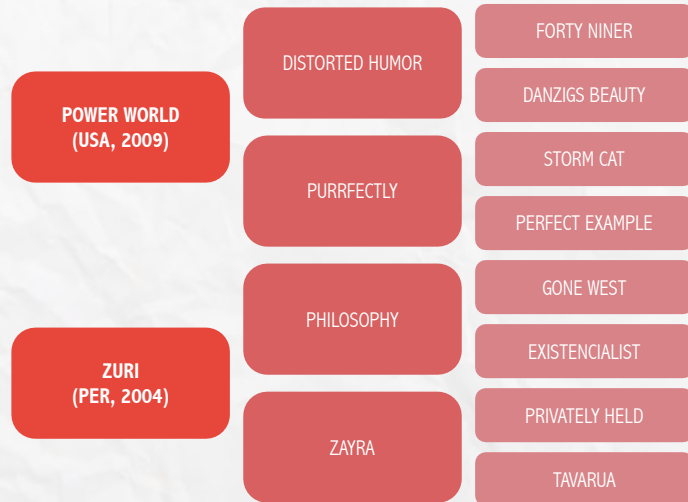 POWER WORLD
(USA, 2009)
DISTORTED HUMOR
FORTY NINER
DANZIGS BEAUTY
PURRFECTLY
STORM CAT
PERFECT EXAMPLE
ZURI
(PER, 2004)
PHILOSOPHY
GONE WEST
EXISTENCIALIST
ZAYRA
PRIVATELY HELD
TAVARUA